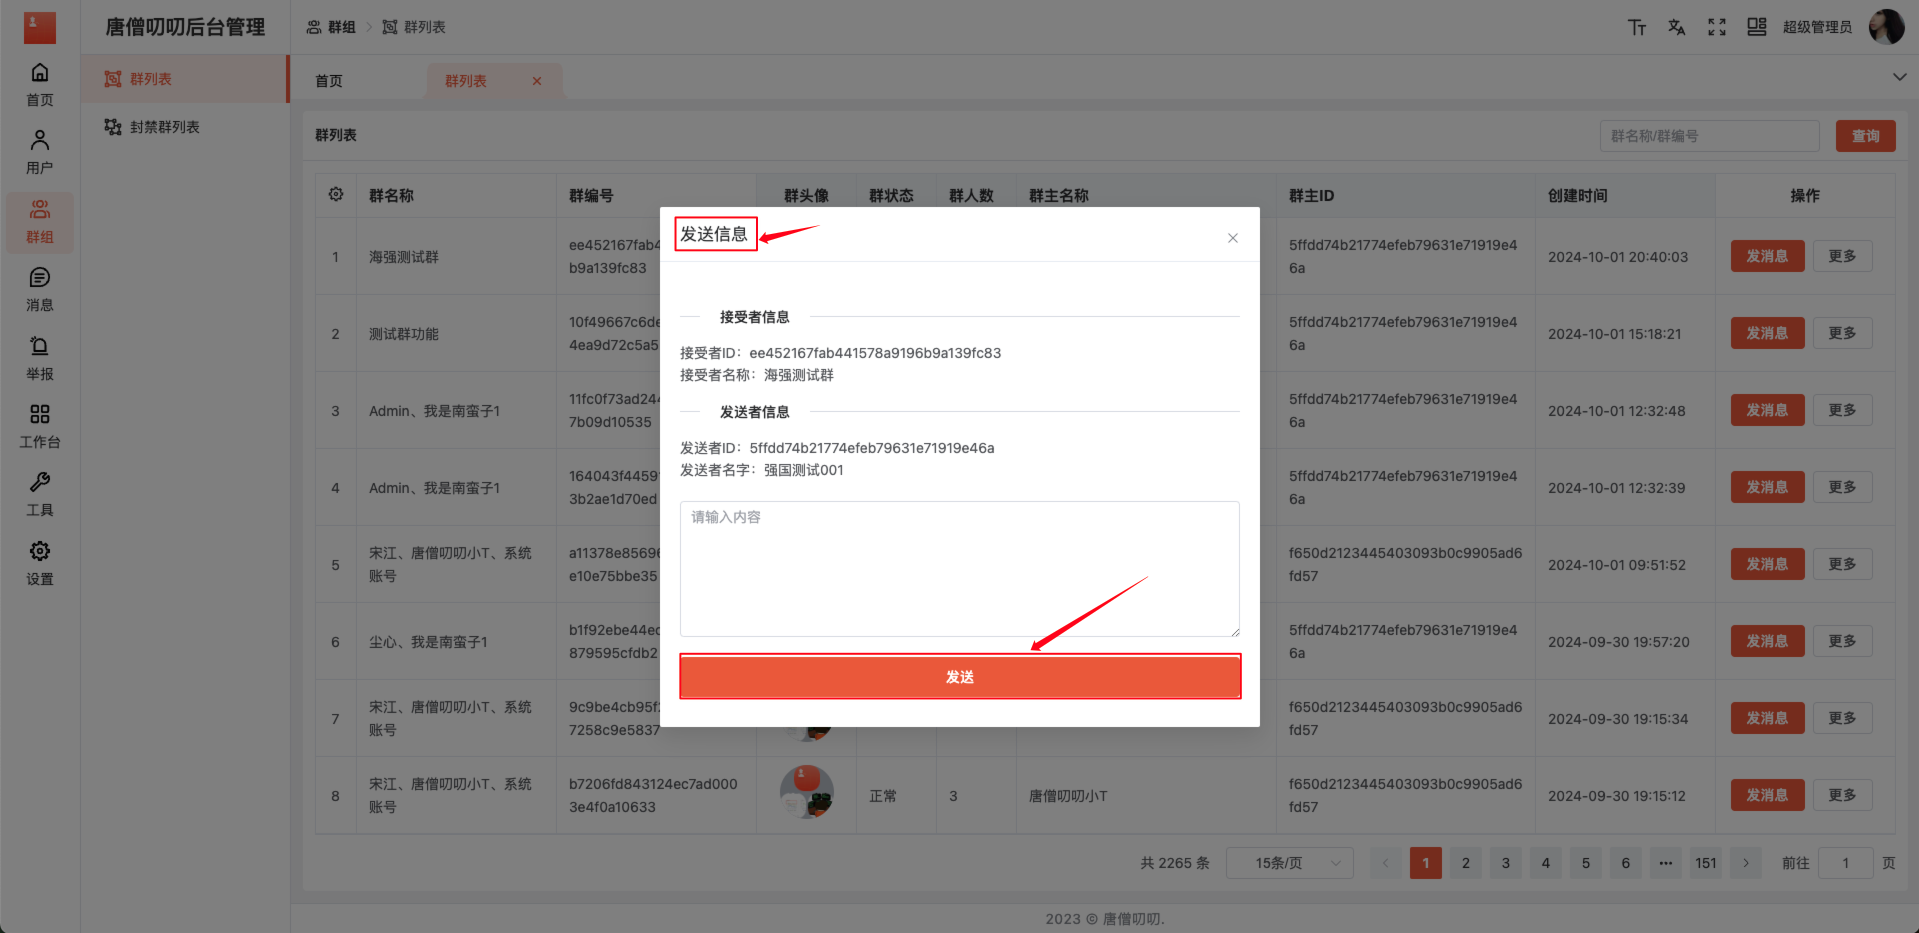 唐僧叨叨后台管理
群组
群列表
超级管理员
首页
用户
群组
消息
举报
工作台
工具
设置
群列表
封禁群列表
首页
群列表
群列表
群名称/群编号
查询
群名称 群编号 群头像 群状态 群人数 群主名称 群主ID 创建时间 操作
1 海强测试群 ee452167fab4 5ffdd74b21774efeb79631e71919e4 2024-10-01 20:40:03 发消息 更多
b9a139fc83 6a
2 测试群功能 10f49667c6de 5ffdd74b21774efeb79631e71919e4 2024-10-01 15:18:21 发消息 更多
4ea9d72c5a5 6a
3 Admin、我是南蛮子1 11fc0f73ad244 5ffdd74b21774efeb79631e71919e4 2024-10-01 12:32:48 发消息 更多
7b09d10535 6a
4 Admin、我是南蛮子1 164043f4459 5ffdd74b21774efeb79631e71919e4 2024-10-01 12:32:39 发消息 更多
3b2ae1d70ed 6a
5 宋江、唐僧叨叨小T、系统 a11378e8569 f650d2123445403093b0c9905ad6 2024-10-01 09:51:52 发消息 更多
账号 e10e75bbe35 fd57
6 尘心、我是南蛮子1 b1f92ebe44ec 5ffdd74b21774efeb79631e71919e4 2024-09-30 19:57:20 发消息 更多
879595cfdb2 6a
7 宋江、唐僧叨叨小T、系统 9c9be4cb95f f650d2123445403093b0c9905ad6 2024-09-30 19:15:34 发消息 更多
账号 7258c9e5837 fd57
8 宋江、唐僧叨叨小T、系统 b7206fd843124ec7ad000 正常 3 唐僧叨叨小T f650d2123445403093b0c9905ad6 2024-09-30 19:15:12 发消息 更多
账号 3e4f0a10633 fd57
发送信息
接受者信息
接受者ID：ee452167fab441578a9196b9a139fc83
接受者名称：海强测试群
发送者信息
发送者ID：5ffdd74b21774efeb79631e71919e46a
发送者名字：强国测试001
请输入内容
发送
共 2265 条 15条/页 1 2 3 4 5 6 ••• 151 前往 1 页
2023 © 唐僧叨叨.